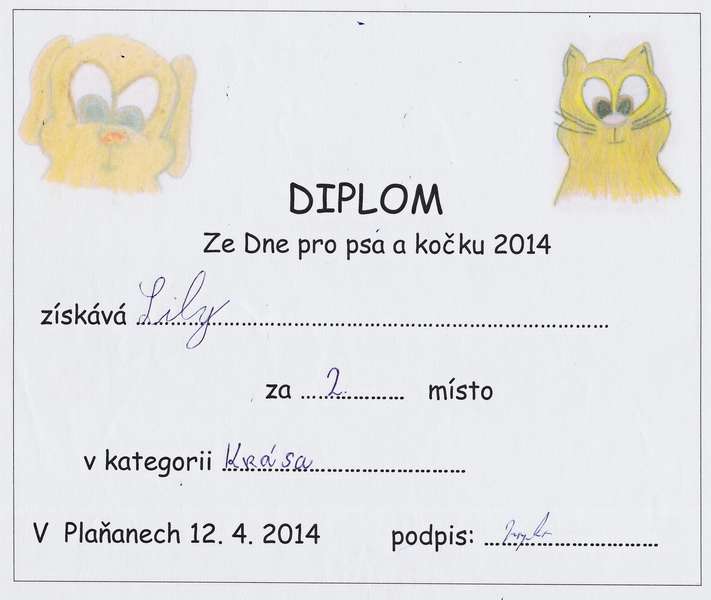 DIPLOM
Ze Dne pro psa a kočku 2014
získává Lily
za 2. místo
v kategorii Krása
V Plaňanech 12. 4. 2014 podpis: